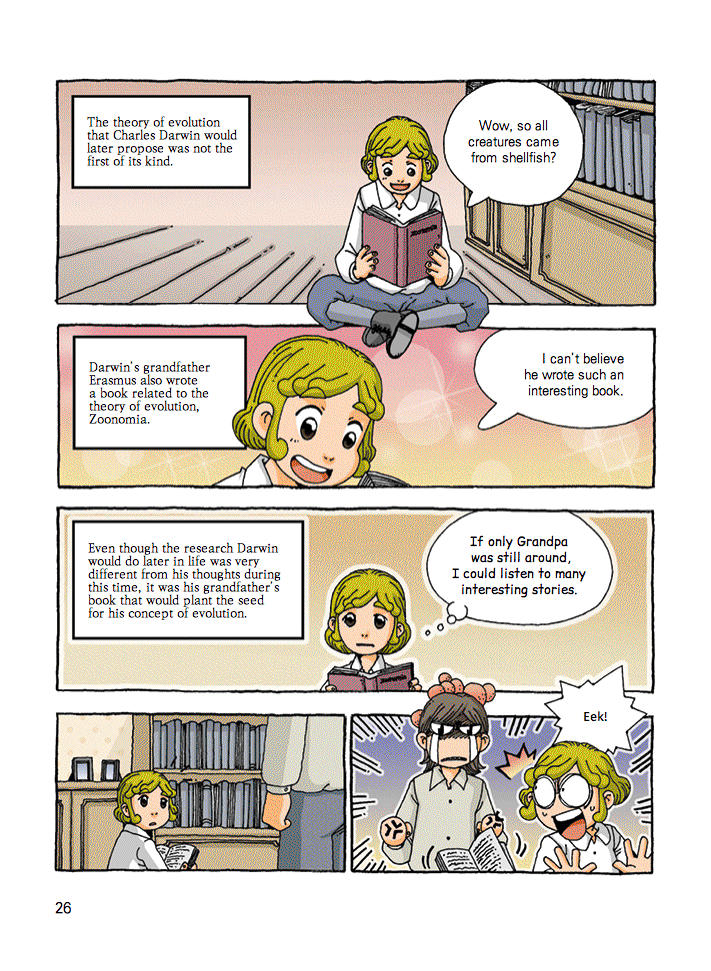 The theory of evolution
that Charles Darwin would
later propose was not the
first of its kind.
Wow, so all
creatures came
from shellfish?
Zoonomia
Darwin's grandfather
Erasmus also wrote
a book related to the
theory of evolution,
Zoonomia.
I can't believe
he wrote such an
interesting book.
Even though the research Darwin
would do later in life was very
different from his thoughts during
this time, it was his grandfather's
book that would plant the seed
for his concept of evolution.
If only Grandpa
was still around,
I could listen to many
interesting stories.
Zoonomia
Eek!
26